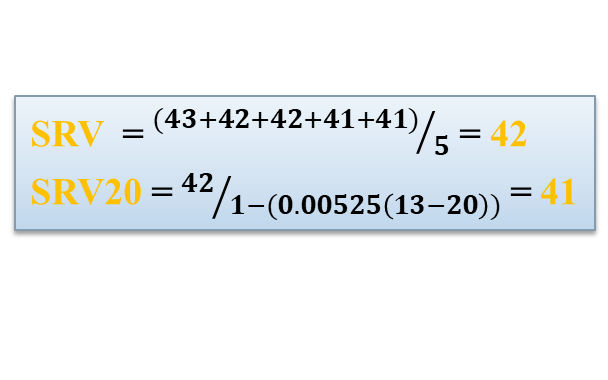 SRV = (43+42+42+41+41)/5 = 42
SRV20 = 42/1−(0.00525(13−20)) = 41